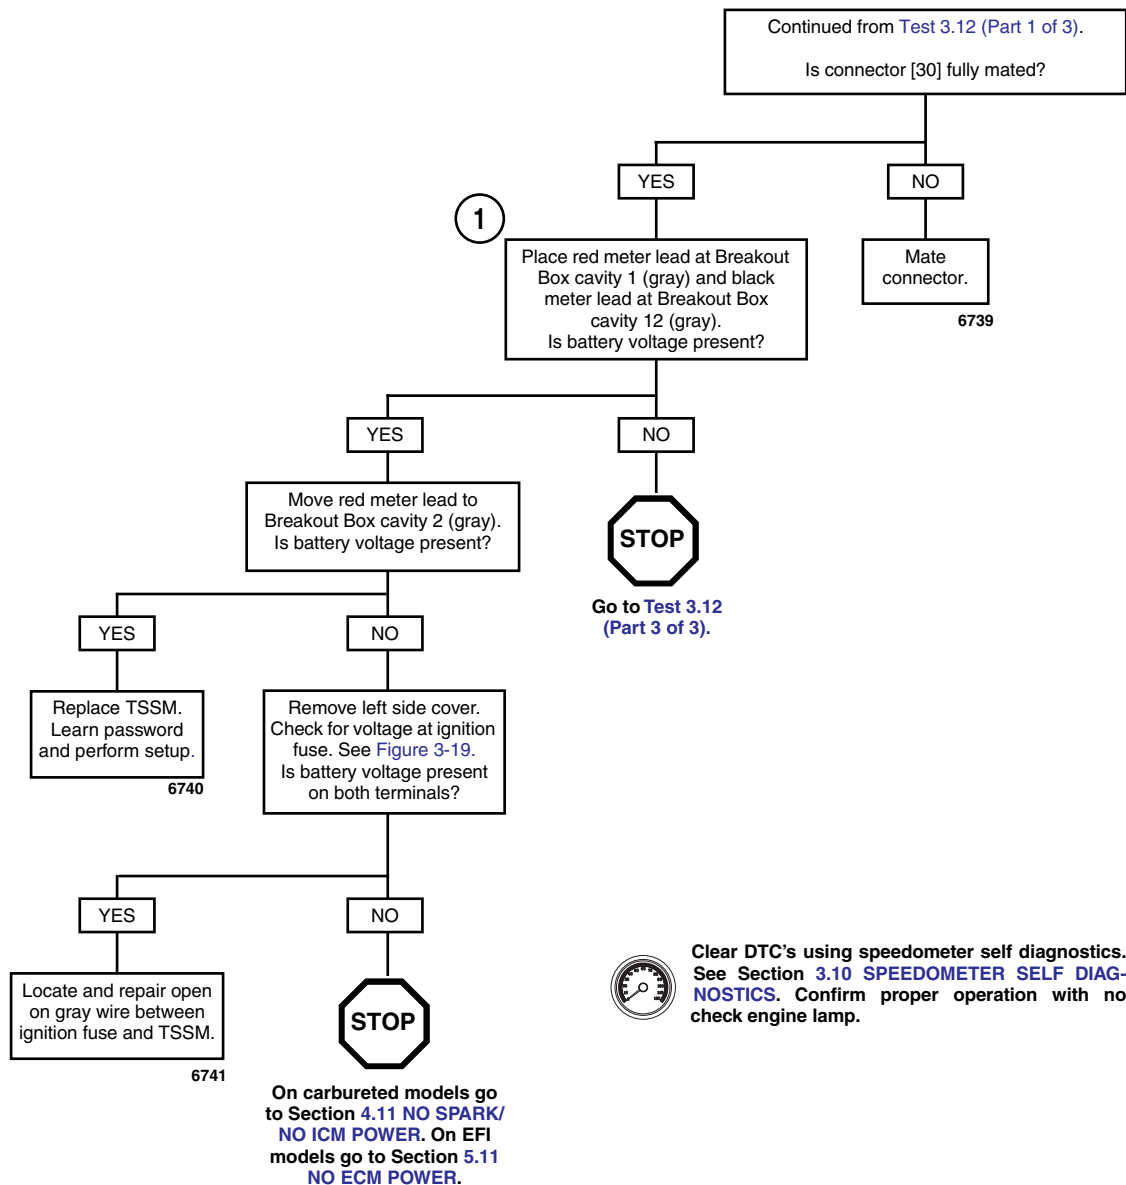 Continued from Test 3.12 (Part 1 of 3).
Is connector [30] fully mated?
YES
NO
1
Place red meter lead at Breakout
Box cavity 1 (gray) and black
meter lead at Breakout Box
cavity 12 (gray).
Is battery voltage present?
Mate
connector.
6739
YES
NO
Move red meter lead to
Breakout Box cavity 2 (gray).
Is battery voltage present?
STOP
Go to Test 3.12
(Part 3 of 3).
YES
NO
Replace TSSM.
Learn password
and perform setup.
6740
Remove left side cover.
Check for voltage at ignition
fuse. See Figure 3-19.
Is battery voltage present
on both terminals?
YES
NO
Locate and repair open
on gray wire between
ignition fuse and TSSM.
6741
STOP
On carbureted models go
to Section 4.11 NO SPARK/
NO ICM POWER. On EFI
models go to Section 5.11
NO ECM POWER.
Clear DTC's using speedometer self diagnostics.
See Section 3.10 SPEEDOMETER SELF DIAG-
NOSTICS. Confirm proper operation with no
check engine lamp.